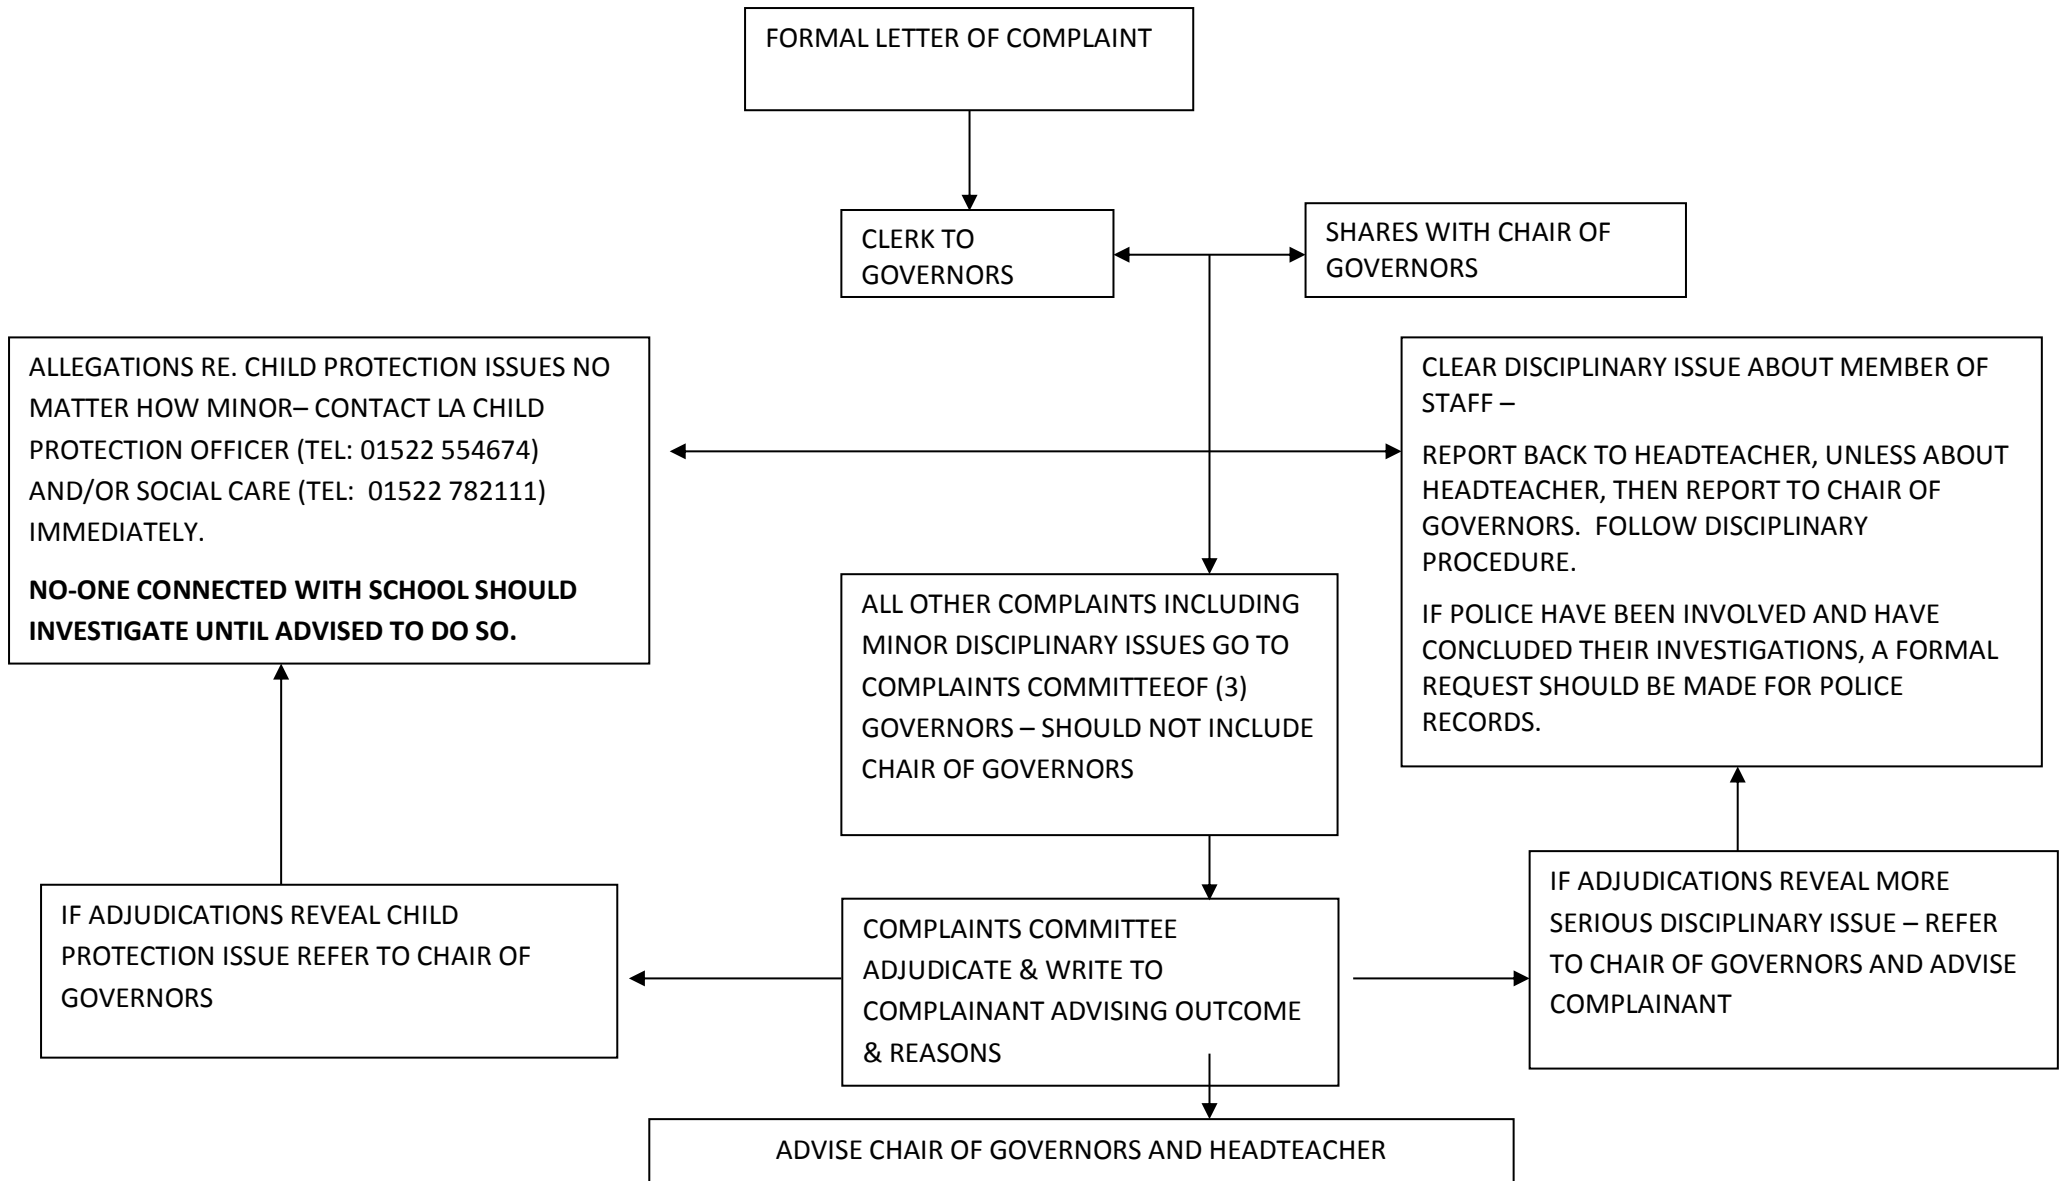 FORMAL LETTER OF COMPLAINT
CLERK TO
GOVERNORS
SHARES WITH CHAIR OF
GOVERNORS
ALLEGATIONS RE. CHILD PROTECTION ISSUES NO
MATTER HOW MINOR– CONTACT LA CHILD
PROTECTION OFFICER (TEL: 01522 554674)
AND/OR SOCIAL CARE (TEL:  01522 782111)
IMMEDIATELY.
NO-ONE CONNECTED WITH SCHOOL SHOULD
INVESTIGATE UNTIL ADVISED TO DO SO.
CLEAR DISCIPLINARY ISSUE ABOUT MEMBER OF
STAFF –
REPORT BACK TO HEADTEACHER, UNLESS ABOUT
HEADTEACHER, THEN REPORT TO CHAIR OF
GOVERNORS.  FOLLOW DISCIPLINARY
PROCEDURE.
IF POLICE HAVE BEEN INVOLVED AND HAVE
CONCLUDED THEIR INVESTIGATIONS, A FORMAL
REQUEST SHOULD BE MADE FOR POLICE
RECORDS.
ALL OTHER COMPLAINTS INCLUDING
MINOR DISCIPLINARY ISSUES GO TO
COMPLAINTS COMMITTEEOF (3)
GOVERNORS – SHOULD NOT INCLUDE
CHAIR OF GOVERNORS
IF ADJUDICATIONS REVEAL CHILD
PROTECTION ISSUE REFER TO CHAIR OF
GOVERNORS
COMPLAINTS COMMITTEE
ADJUDICATE & WRITE TO
COMPLAINANT ADVISING OUTCOME
& REASONS
IF ADJUDICATIONS REVEAL MORE
SERIOUS DISCIPLINARY ISSUE – REFER
TO CHAIR OF GOVERNORS AND ADVISE
COMPLAINANT
ADVISE CHAIR OF GOVERNORS AND HEADTEACHER